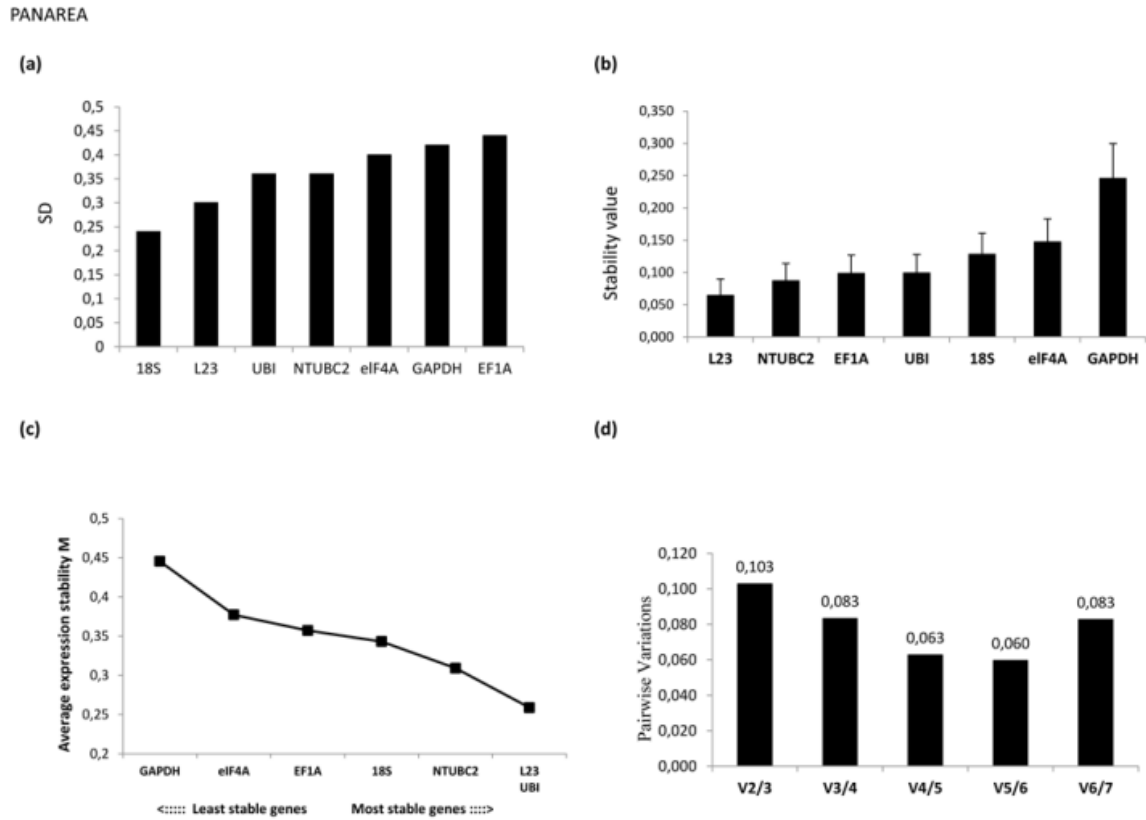 PANAREA
(a)
0,5
0,45
0,4
0,35
0,3
0,25
0,2
0,15
0,1
0,05
0
SD
18S L23 UBI NTUBC2 eIF4A GAPDH EF1A
(b)
0,350
0,300
0,250
0,200
0,150
0,100
0,050
0,000
Stability value
L23 NTUBC2 EF1A UBI 18S eIF4A GAPDH
(c)
0,5
0,45
0,4
0,35
0,3
0,25
0,2
Average expression stability M
GAPDH eIF4A EF1A 18S NTUBC2 L23
UBI
<::::: Least stable genes Most stable genes ::::>
(d)
0,120
0,100
0,080
0,060
0,040
0,020
0,000
Pairwise Variations
0,103
0,083
0,063
0,060
0,083
V2/3 V3/4 V4/5 V5/6 V6/7